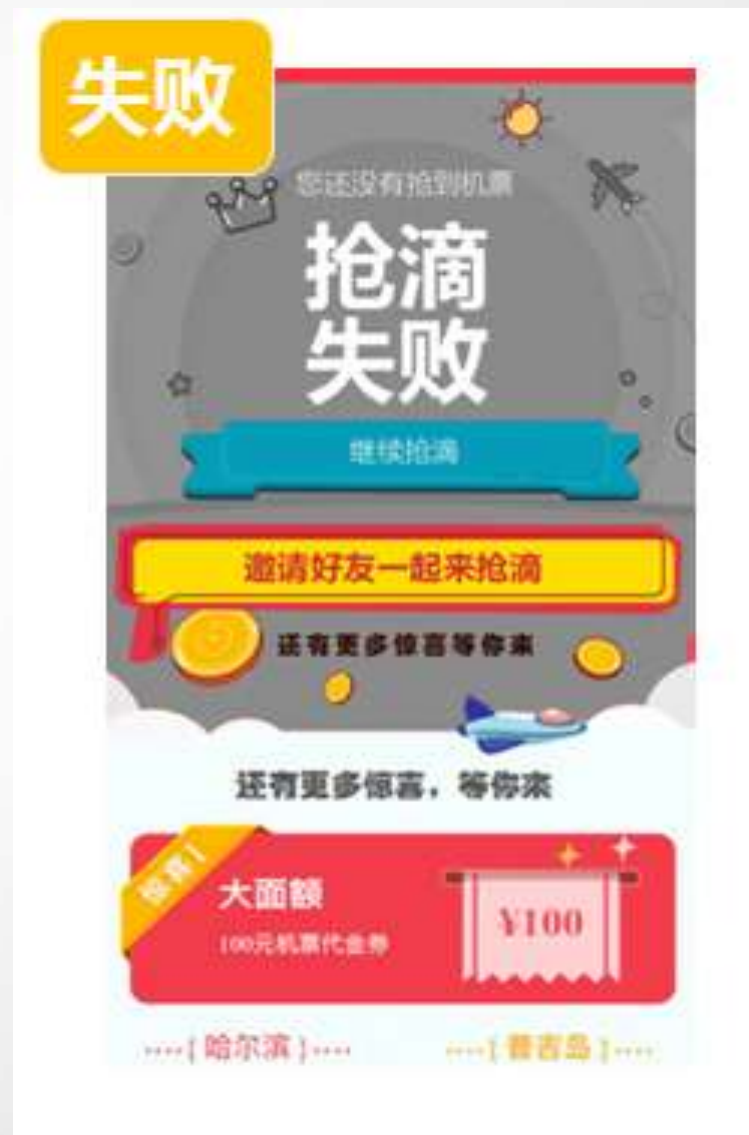 失败
您还没有抢到机票
抢滴
失败
继续抢滴
邀请好友一起来抢滴
还有更多惊喜等你来
还有更多惊喜，等你来
惊喜！
大面额
100元机票代金券
¥100
----[ 哈尔滨 ]----
----[ 普吉岛 ]----